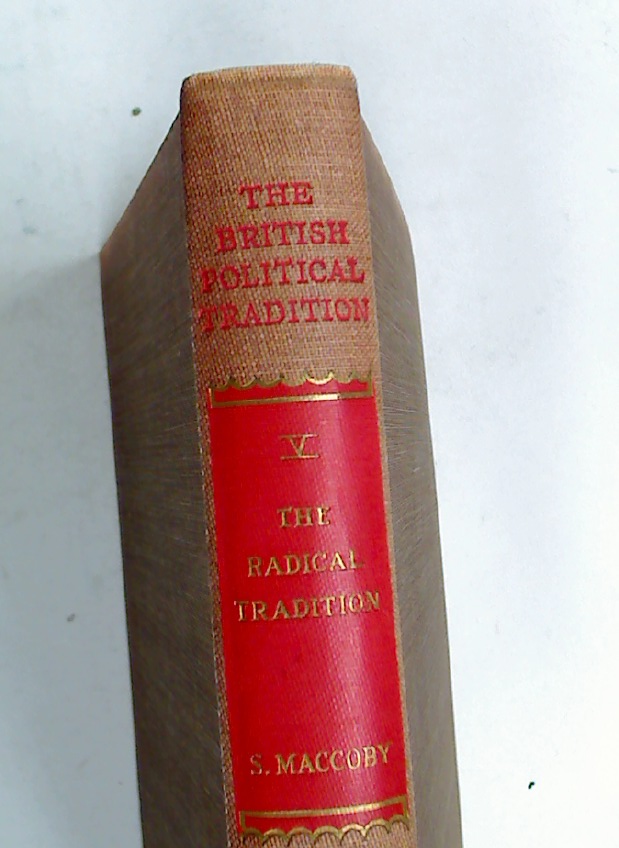 THE
BRITISH
POLITICAL
TRADITION
V
THE
RADICAL
TRADITION
S. MACCOBY